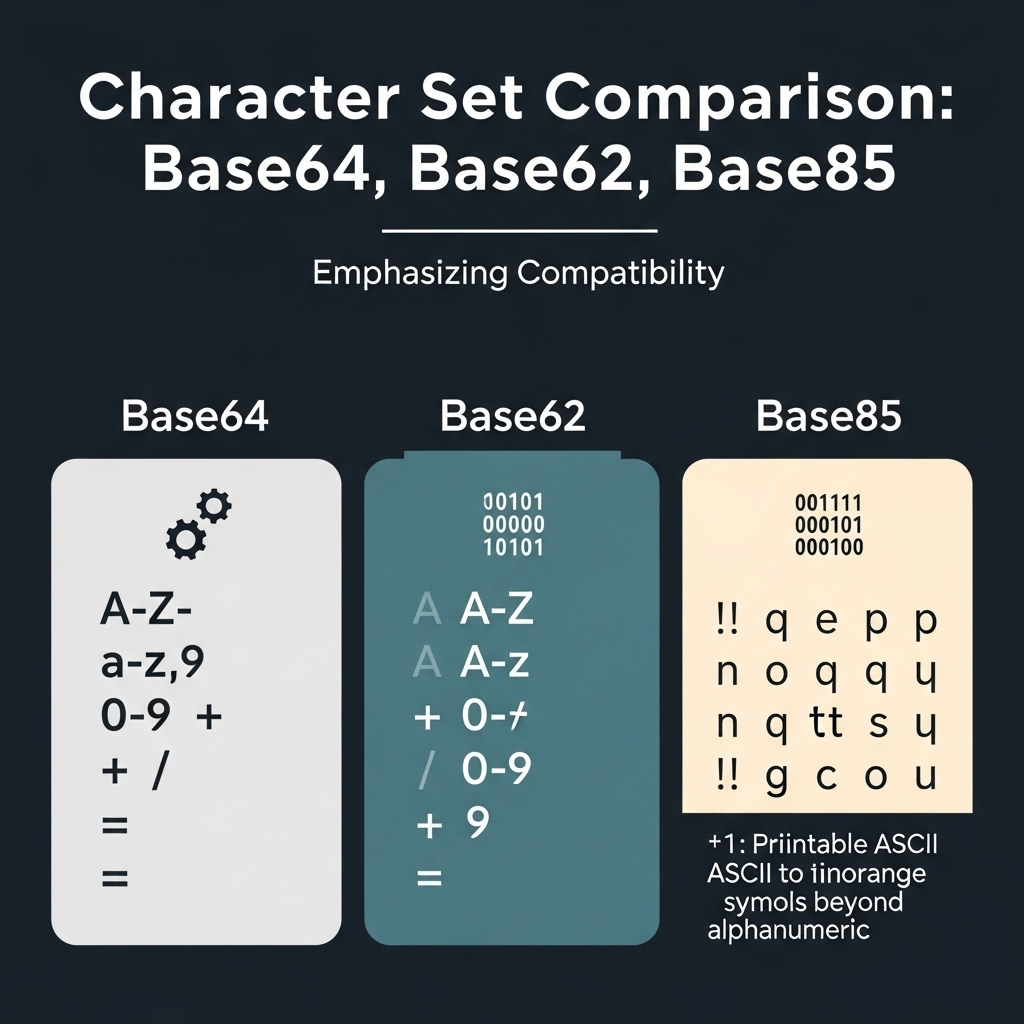 Character Set Comparison:
Base64, Base62, Base85
Emphasizing Compatibility
Base64
A-Z-
a-z,9
0-9 +
+ /
=
=
Base62
00101
00000
10101
A A-Z
A A-z
+ 0-/
/ 0-9
+ 9
=
Base85
001111
000101
000100
!! q e p p
n o q q y
n q tt s y
!! g c o u
+1: Priintable ASCII
ASCII to tinorange
symols beyond
alphanumeric